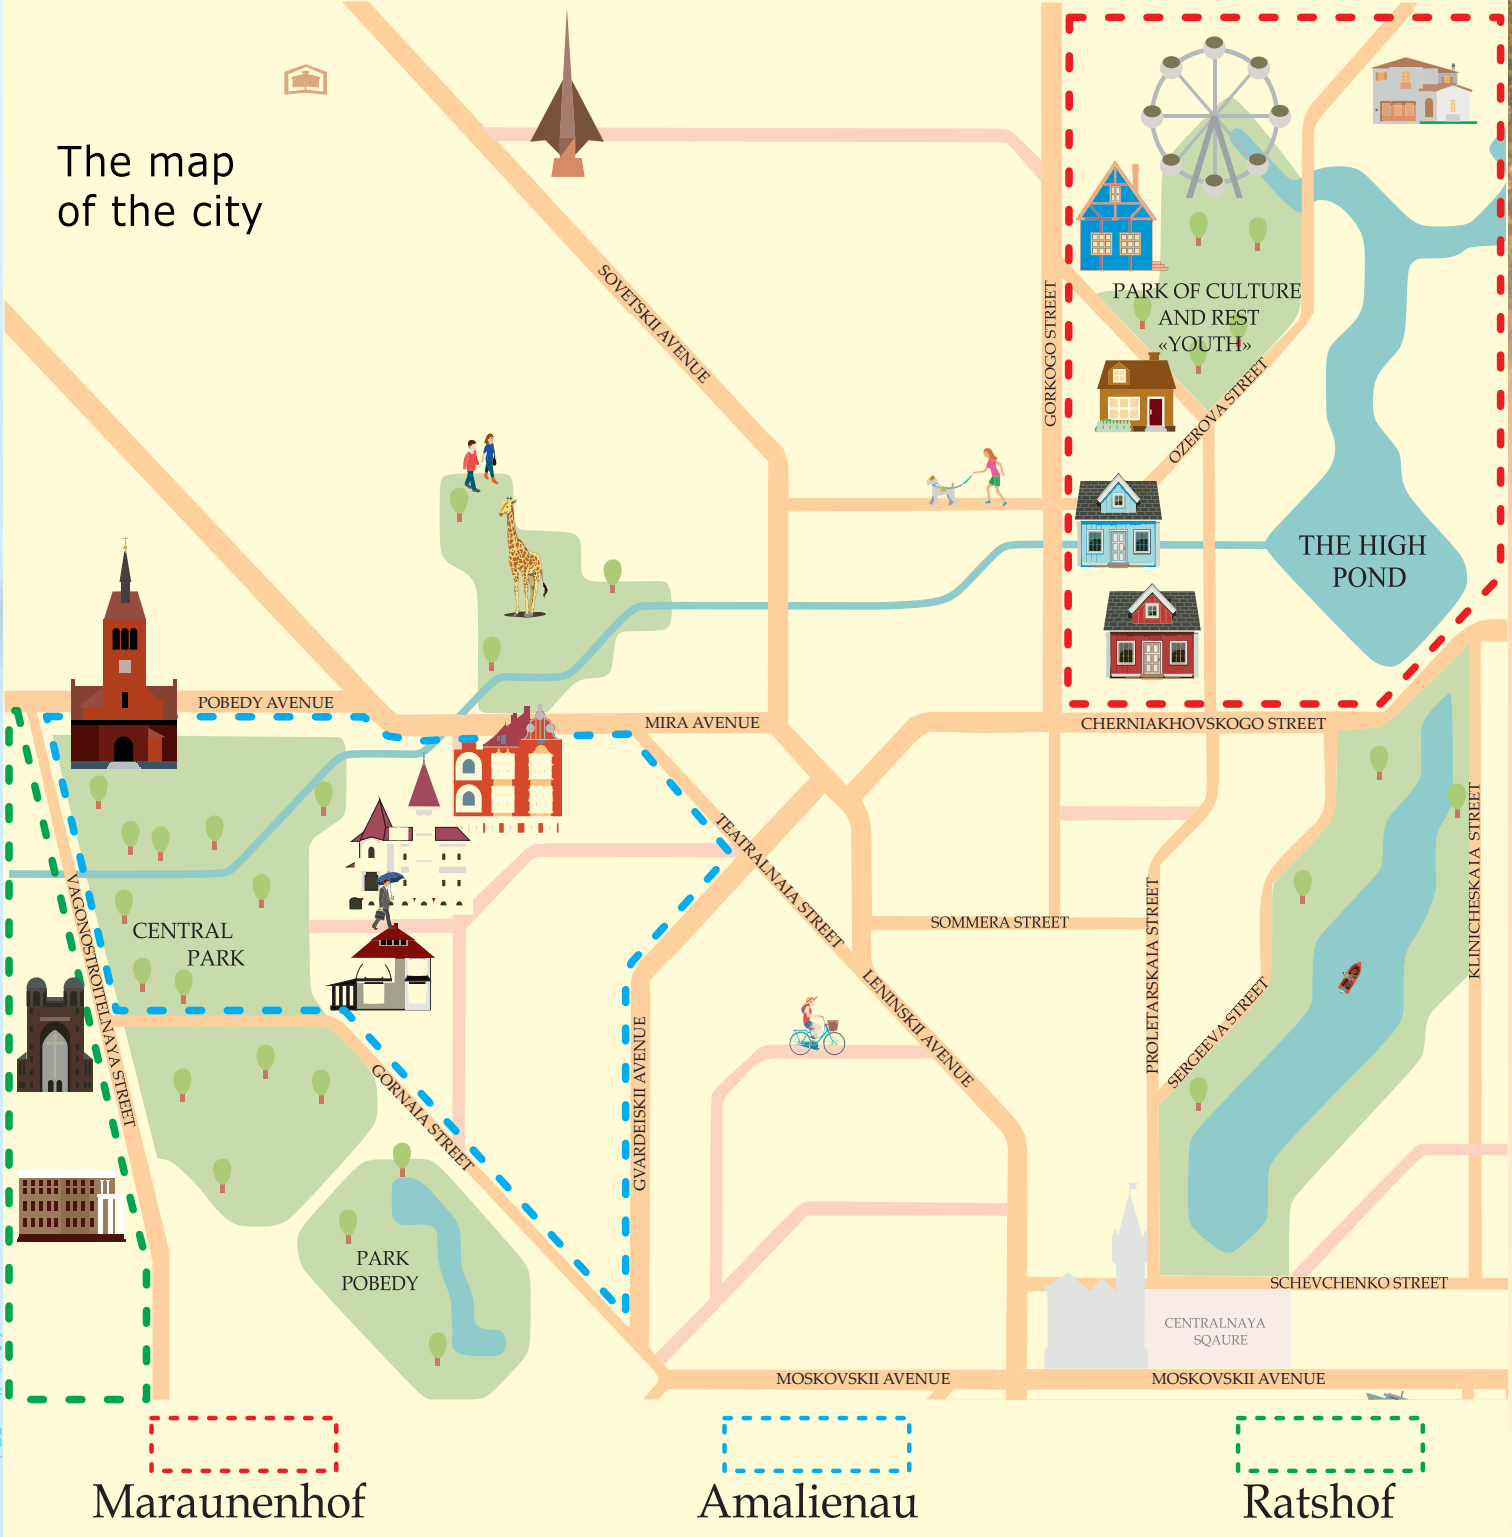 The map
of the city
SOVETSKII AVENUE
GORKOGO STREET
PARK OF CULTURE
AND REST
«YOUTH»
OZEROVA STREET
THE HIGH
POND
POBEDY AVENUE
MIRA AVENUE
CHERNIAKHOVSKOGO STREET
TEATRALNAIA STREET
VAGONOSTROITELNAYA STREET
CENTRAL
PARK
SOMMERA STREET
PROLETARSKAIA STREET
KLINICHESKAIA STREET
LENINSKII AVENUE
SERGEEVA STREET
GORNAIA STREET
GVARDEISKII AVENUE
PARK
POBEDY
SCHEVCHENKO STREET
CENTRALNAYA
SQAURE
MOSKOVSKII AVENUE
MOSKOVSKII AVENUE
Maraunenhof
Amalienau
Ratshof